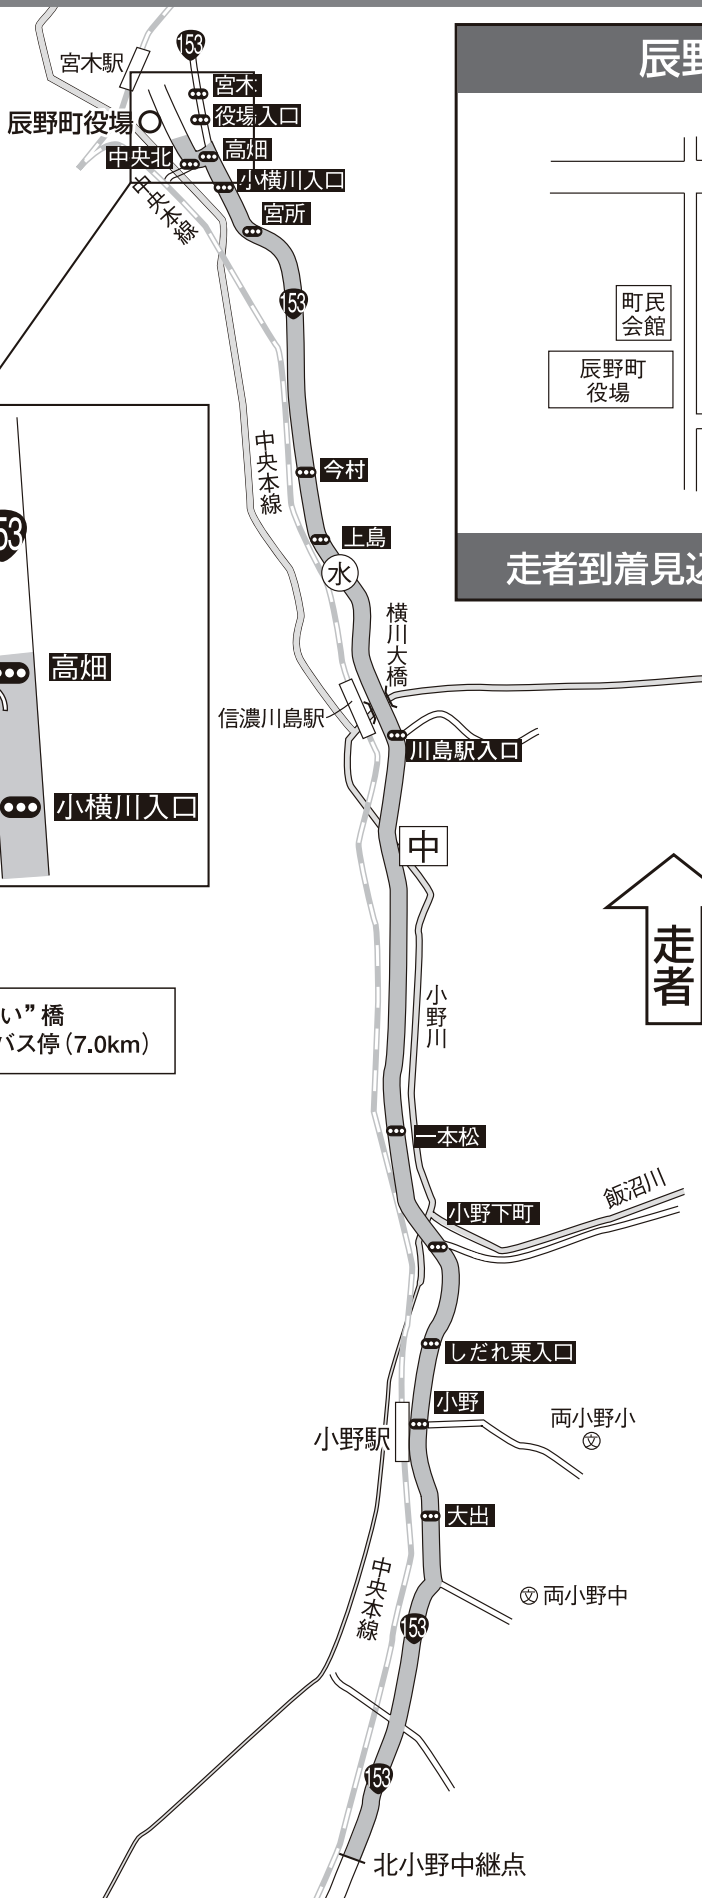 153
宮木駅
宮木
役場入口
辰野町役場
高畑
中央北
小横川入口
中央本線
宮所
153
辰野
町民
会館
辰野町
役場
走者到着見込
中央本線
今村
上島
水
横川大橋
信濃川島駅
川島駅入口
53
高畑
小横川入口
中
走者
い”橋
バス停(7.0km)
小野川
一本松
飯沼川
小野下町
しだれ栗入口
小野
小野駅
両小野小
文
大出
中央本線
文 両小野中
153
153
北小野中継点